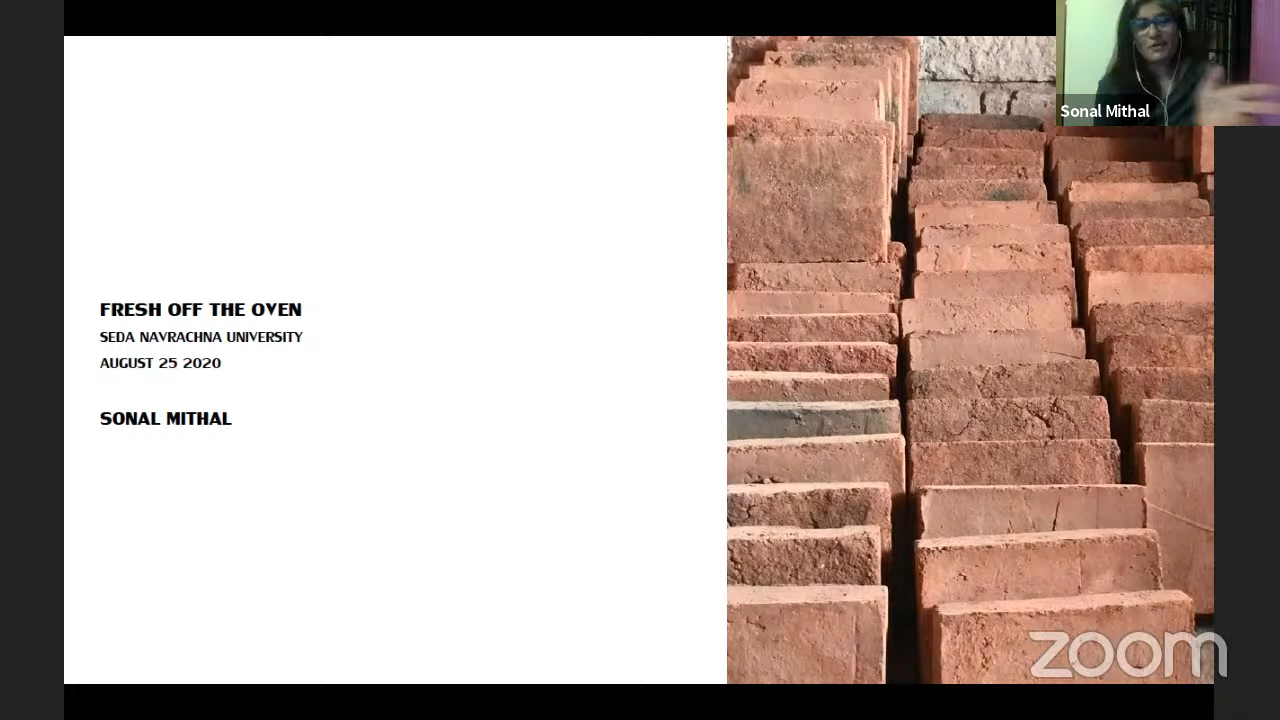 FRESH OFF THE OVEN
SEDA NAVRACHNA UNIVERSITY
AUGUST 25 2020
SONAL MITHAL
Sonal Mithal
zoom